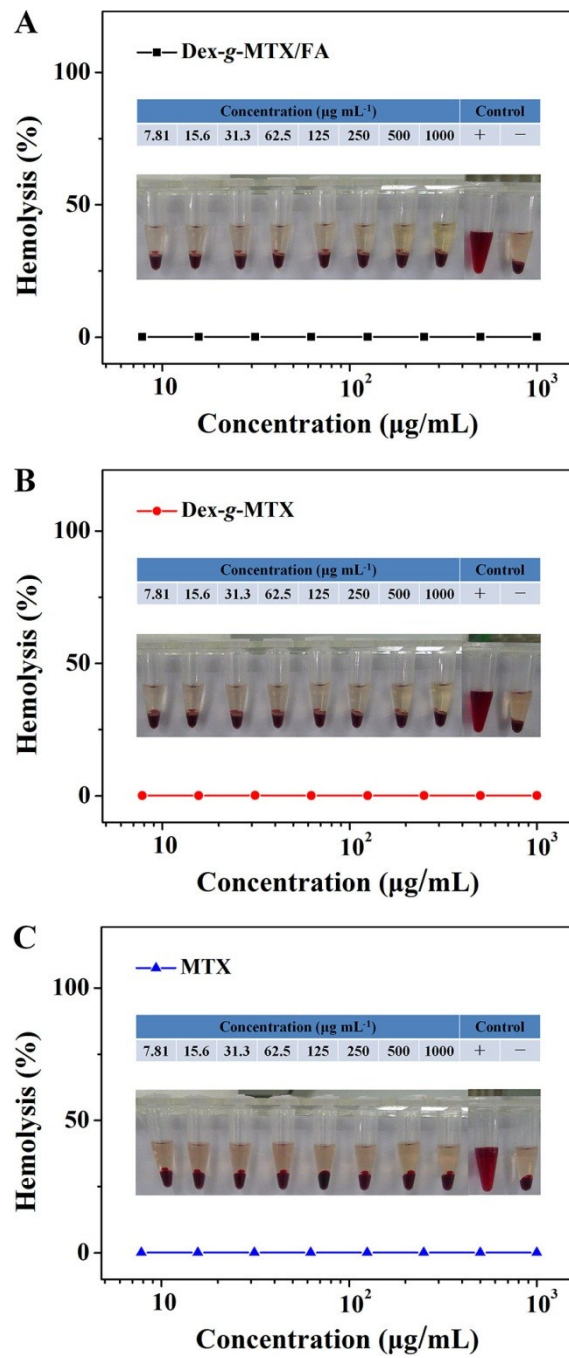 A
Dex-g-MTX/FA
100
Concentration (μg mL⁻¹) Control
7.81 15.6 31.3 62.5 125 250 500 1000 + −
50
0
Hemolysis (%)
10 10² 10³
Concentration (μg/mL)
B
Dex-g-MTX
100
Concentration (μg mL⁻¹) Control
7.81 15.6 31.3 62.5 125 250 500 1000 + −
50
0
Hemolysis (%)
10 10² 10³
Concentration (μg/mL)
C
MTX
100
Concentration (μg mL⁻¹) Control
7.81 15.6 31.3 62.5 125 250 500 1000 + −
50
0
Hemolysis (%)
10 10² 10³
Concentration (μg/mL)